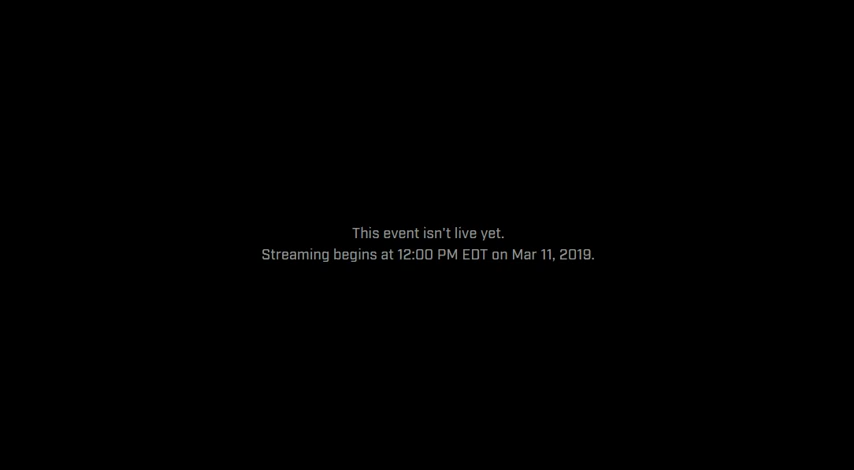 This event isn't live yet.
Streaming begins at 12:00 PM EDT on Mar 11, 2019.